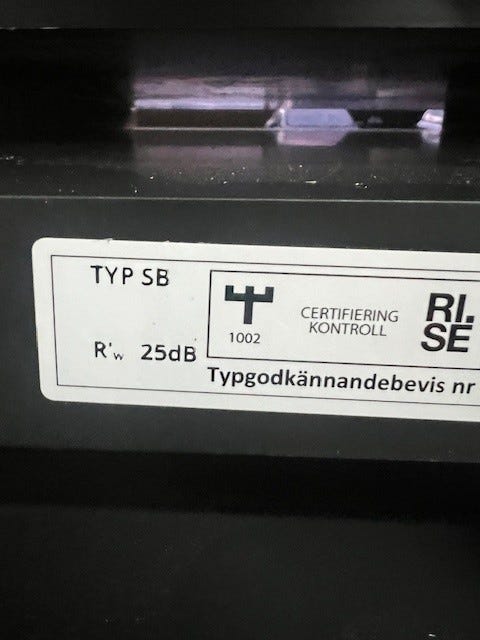 TYP SB
R'w 25dB
1002
CERTIFIERING
KONTROLL
RI.
SE
Typgodkännandebevis nr